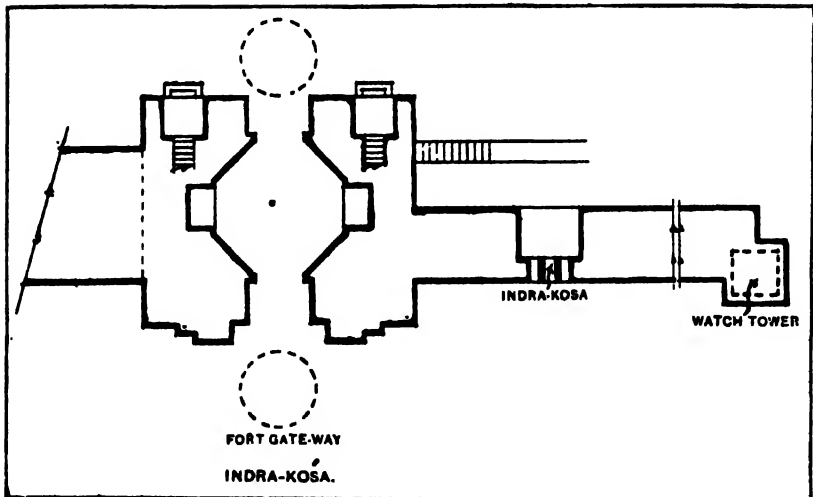 INDRA-KOSA
WATCH TOWER
FORT GATE-WAY
INDRA-KOŚA.